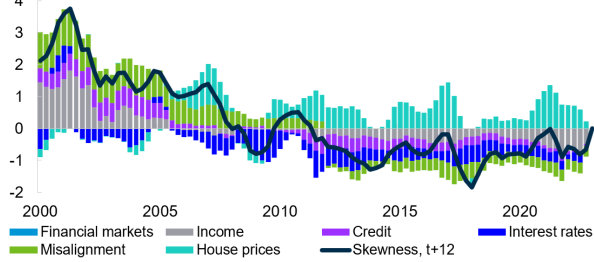 4
3
2
1
0
-1
-2
2000 2005 2010 2015 2020
Financial markets Income Credit Interest rates
Misalignment House prices Skewness, t+12